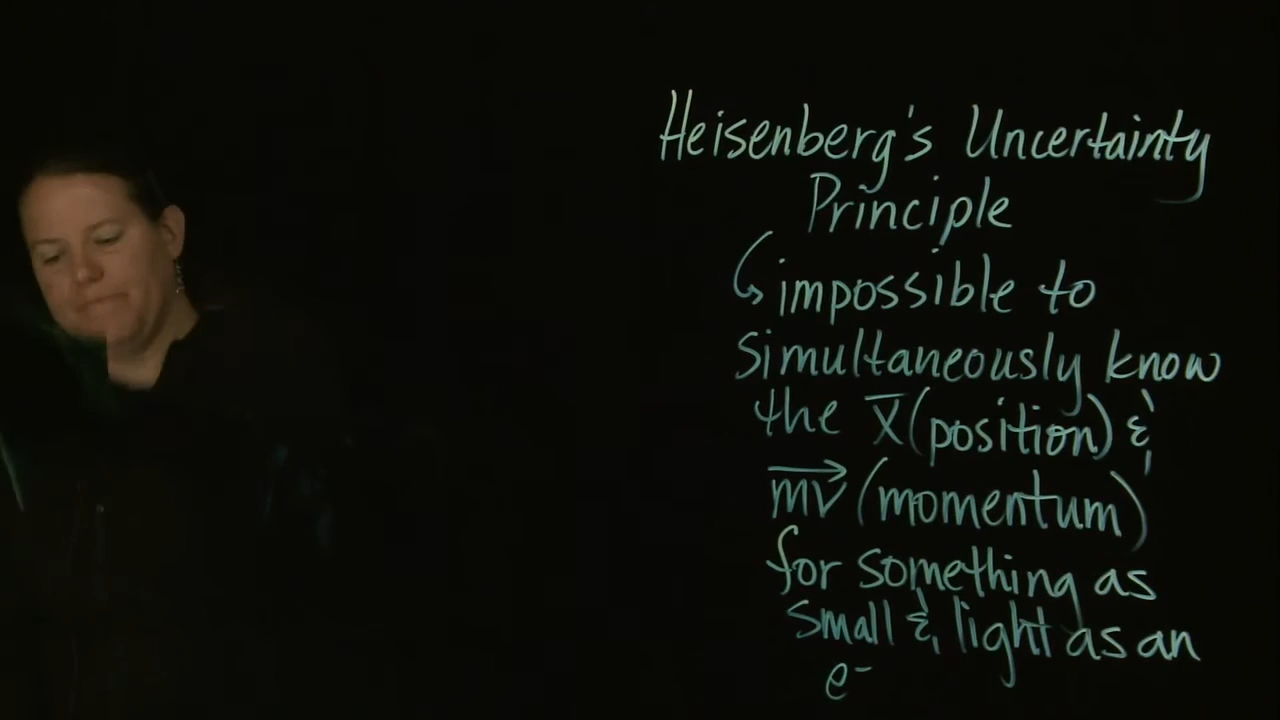 Heisenberg's Uncertainty
Principle
↳ impossible to
simultaneously know
the x̅ (position) &
m͞v⃗ (momentum)
for something as
small & light as an
e⁻